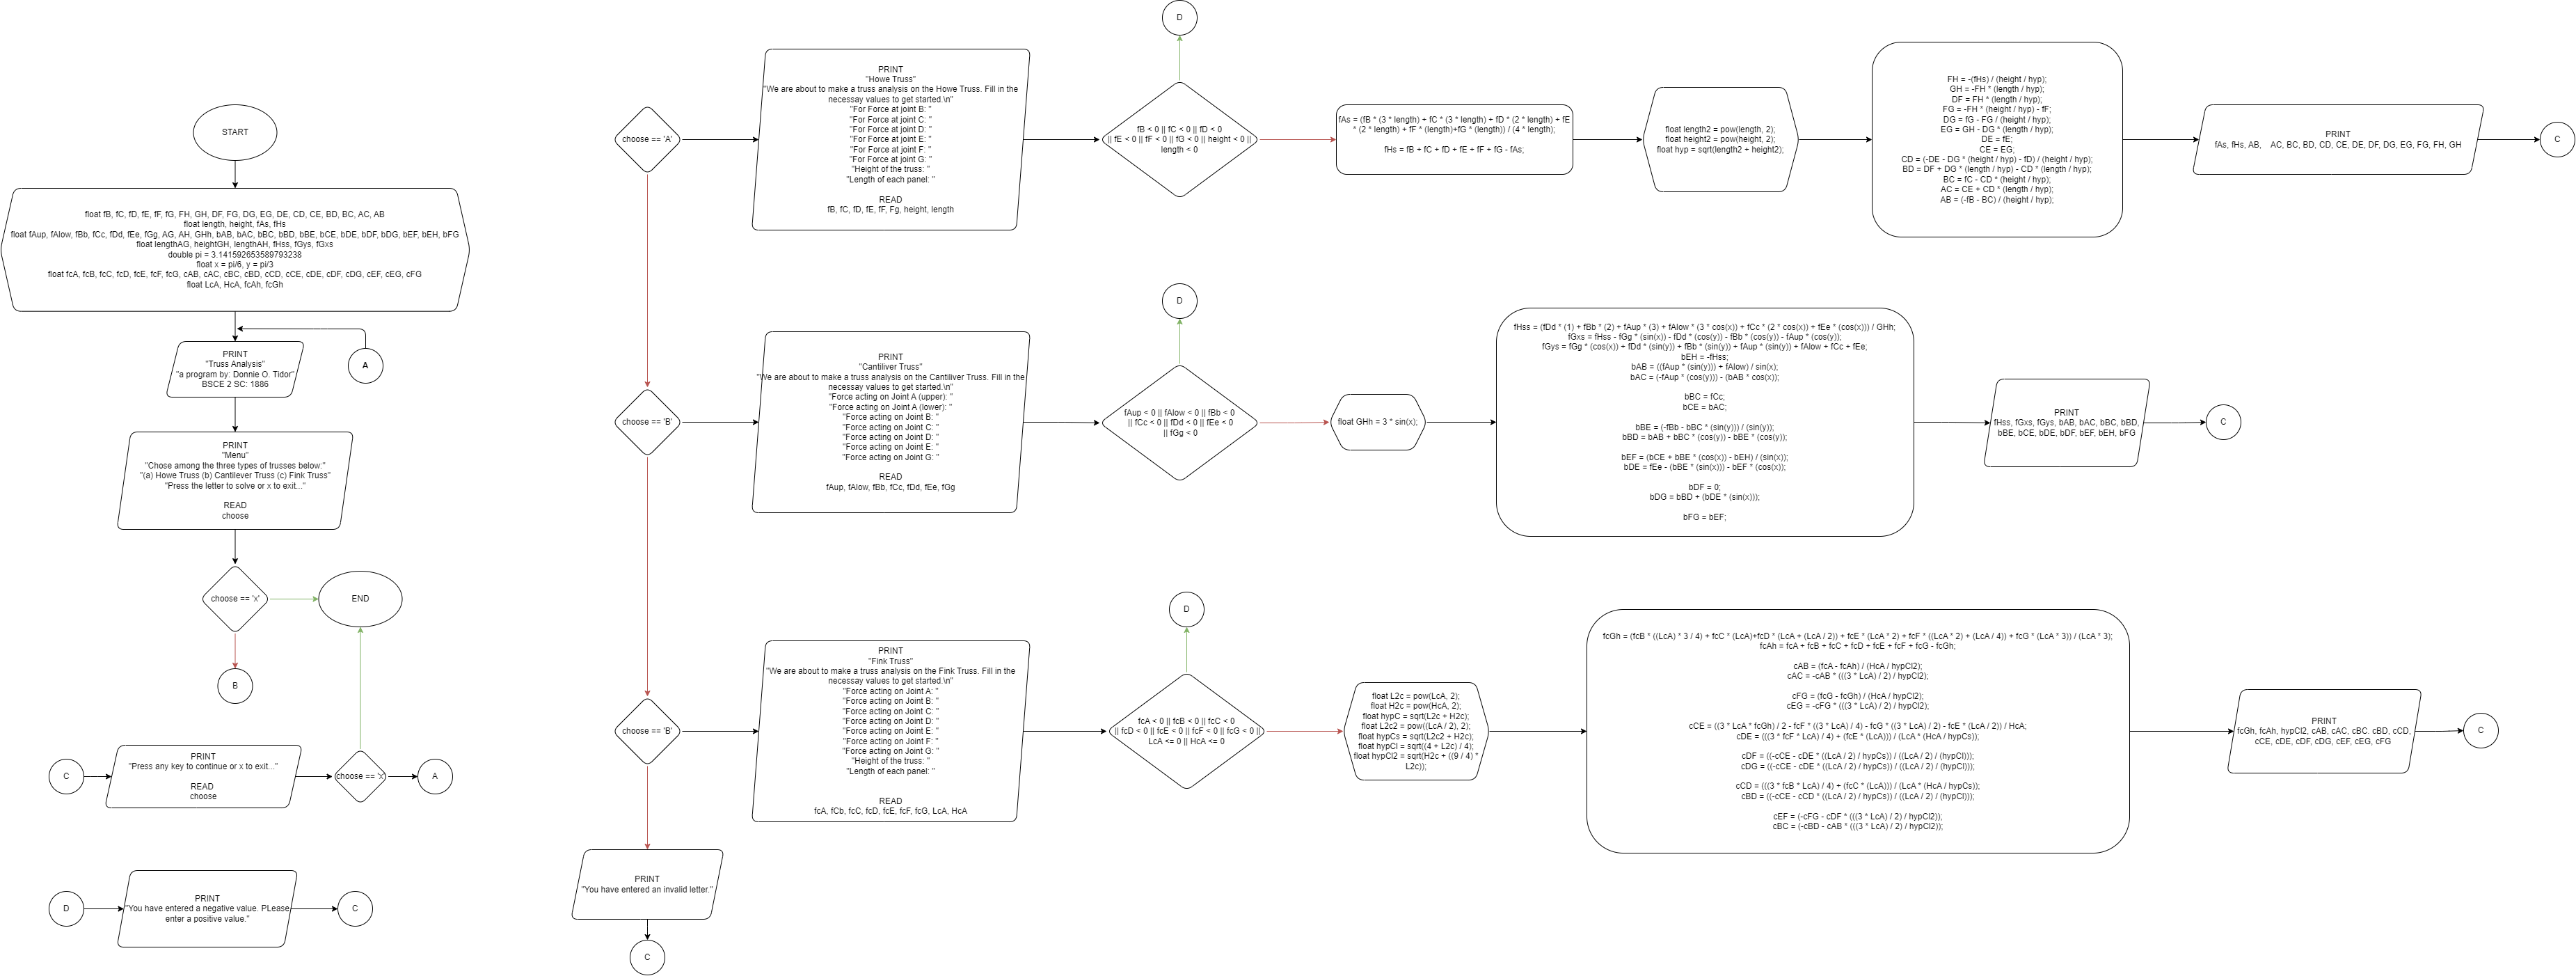 START
float fB, fC, fD, fE, fF, fG, FH, GH, DF, FG, DG, EG, DE, CD, CE, BD, BC, AC, AB
float length, height, fAs, fHs
float fAup, fAlow, fBb, fCc, fDd, fEe, fGg, AG, AH, GHh, bAB, bAC, bBC, bBD, bBE, bCE, bDE, bDF, bDG, bEF, bEH, bFG
float lengthAG, heightGH, lengthAH, fHss, fGys, fGxs
double pi = 3.141592653589793238
float x = pi/6, y = pi/3
float fcA, fcB, fcC, fcD, fcE, fcF, fcG, cAB, cAC, cBC, cBD, cCD, cCE, cDE, cDF, cDG, cEF, cEG, cFG
float LcA, HcA, fcAh, fcGh
PRINT
"Truss Analysis"
"a program by: Donnie O. Tidor"
BSCE 2 SC: 1886
A
PRINT
"Menu"
"Chose among the three types of trusses below:"
"(a) Howe Truss (b) Cantilever Truss (c) Fink Truss"
"Press the letter to solve or x to exit..."
READ
choose
choose == 'x'
END
B
C
PRINT
"Press any key to continue or x to exit..."
READ
choose
choose == 'x
A
D
PRINT
"You have entered a negative value. PLease
enter a positive value."
C
choose == 'A'
PRINT
"Howe Truss"
"We are about to make a truss analysis on the Howe Truss. Fill in the
necessay values to get started.\n"
"For Force at joint B: "
"For Force at joint C: "
"For Force at joint D: "
"For Force at joint E: "
"For Force at joint F: "
"For Force at joint G: "
"Height of the truss: "
"Length of each panel: "
READ
fB, fC, fD, fE, fF, Fg, height, length
D
fB < 0 || fC < 0 || fD < 0
|| fE < 0 || fF < 0 || fG < 0 || height < 0 ||
length < 0
fAs = (fB * (3 * length) + fC * (3 * length) + fD * (2 * length) + fE
* (2 * length) + fF * (length)+fG * (length)) / (4 * length);
fHs = fB + fC + fD + fE + fF + fG - fAs;
float length2 = pow(length, 2);
float height2 = pow(height, 2);
float hyp = sqrt(length2 + height2);
FH = -(fHs) / (height / hyp);
GH = -FH * (length / hyp);
DF = FH * (length / hyp);
FG = -FH * (height / hyp) - fF;
DG = fG - FG / (height / hyp);
EG = GH - DG * (length / hyp);
DE = fE;
CE = EG;
CD = (-DE - DG * (height / hyp) - fD) / (height / hyp);
BD = DF + DG * (length / hyp) - CD * (length / hyp);
BC = fC - CD * (height / hyp);
AC = CE + CD * (length / hyp);
AB = (-fB - BC) / (height / hyp);
PRINT
fAs, fHs, AB, AC, BC, BD, CD, CE, DE, DF, DG, EG, FG, FH, GH
C
choose == 'B'
PRINT
"Cantiliver Truss"
"We are about to make a truss analysis on the Cantiliver Truss. Fill in the
necessay values to get started.\n"
"Force acting on Joint A (upper): "
"Force acting on Joint A (lower): "
"Force acting on Joint B: "
"Force acting on Joint C: "
"Force acting on Joint D: "
"Force acting on Joint E: "
"Force acting on Joint G: "
READ
fAup, fAlow, fBb, fCc, fDd, fEe, fGg
D
fAup < 0 || fAlow < 0 || fBb < 0
|| fCc < 0 || fDd < 0 || fEe < 0
|| fGg < 0
float GHh = 3 * sin(x);
fHss = (fDd * (1) + fBb * (2) + fAup * (3) + fAlow * (3 * cos(x)) + fCc * (2 * cos(x)) + fEe * (cos(x))) / GHh;
fGxs = fHss - fGg * (sin(x)) - fDd * (cos(y)) - fBb * (cos(y)) - fAup * (cos(y);
fGys = fGg * (cos(x)) + fDd * (sin(y)) + fBb * (sin(y)) + fAup * (sin(y)) + fAlow + fCc + fEe;
bEH = -fHss;
bAB = ((fAup * (sin(y))) + fAlow) / sin(x);
bAC = (-fAup * (cos(y))) - (bAB * cos(x));
bBC = fCc;
bCE = bAC;
bBE = (-fBb - bBC * (sin(y))) / (sin(y));
bBD = bAB + bBC * (cos(y)) - bBE * (cos(y));
bEF = (bCE + bBE * (cos(x)) - bEH) / (sin(x));
bDE = fEe - (bBE * (sin(x))) - bEF * (cos(x));
bDF = 0;
bDG = bBD + (bDE * (sin(x)));
bFG = bEF;
PRINT
fHss, fGxs, fGys, bAB, bAC, bBC, bBD,
bBE, bCE, bDE, bDF, bEF, bEH, bFG
C
choose == 'B'
PRINT
"Fink Truss"
"We are about to make a truss analysis on the Fink Truss. Fill in the
necessay values to get started.\n"
"Force acting on Joint A: "
"Force acting on Joint B: "
"Force acting on Joint C: "
"Force acting on Joint D: "
"Force acting on Joint E: "
"Force acting on Joint F: "
"Force acting on Joint G: "
"Height of the truss: "
"Length of each panel: "
READ
fcA, fCb, fcC, fcD, fcE, fcF, fcG, LcA, HcA
D
fcA < 0 || fcB < 0 || fcC < 0
|| fcD < 0 || fcE < 0 || fcF < 0 || fcG < 0 ||
LcA <= 0 || HcA <= 0
float L2c = pow(LcA, 2);
float H2c = pow(HcA, 2);
float hypC = sqrt(L2c + H2c);
float L2c2 = pow((LcA / 2), 2);
float hypCs = sqrt(L2c2 + H2c);
float hypCl = sqrt((4 + L2c) / 4);
float hypCl2 = sqrt(H2c + ((9 / 4) *
L2c));
fcGh = (fcB * ((LcA) * 3 / 4) + fcC * (LcA)+fcD * (LcA + (LcA / 2)) + fcE * (LcA * 2) + fcF * ((LcA * 2) + (LcA / 4)) + fcG * (LcA * 3)) / (LcA * 3);
fcAh = fcA + fcB + fcC + fcD + fcE + fcF + fcG - fcGh;
cAB = (fcA - fcAh) / (HcA / hypCl2);
cAC = -cAB * (((3 * LcA) / 2) / hypCl2);
cFG = (fcG - fcGh) / (HcA / hypCl2);
cEG = -cFG * (((3 * LcA) / 2) / hypCl2);
cCE = ((3 * LcA * fcGh) / 2 - fcF * ((3 * LcA) / 4) - fcG * ((3 * LcA) / 2) - fcE * (LcA / 2)) / HcA;
cDE = (((3 * fcF * LcA) / 4) + (fcE * (LcA))) / (LcA * (HcA / hypCs));
cDF = ((-cCE - cDE * ((LcA / 2) / hypCs)) / ((LcA / 2) / (hypCl)));
cDG = ((-cCE - cDE * ((LcA / 2) / hypCs)) / ((LcA / 2) / (hypCl)));
cCD = (((3 * fcB * LcA) / 4) + (fcC * (LcA))) / (LcA * (HcA / hypCs));
cBD = ((-cCE - cCD * ((LcA / 2) / hypCs)) / ((LcA / 2) / (hypCl)));
cEF = (-cFG - cDF * (((3 * LcA) / 2) / hypCl2));
cBC = (-cBD - cAB * (((3 * LcA) / 2) / hypCl2));
PRINT
fcGh, fcAh, hypCl2, cAB, cAC, cBC. cBD, cCD,
cCE, cDE, cDF, cDG, cEF, cEG, cFG
C
PRINT
"You have entered an invalid letter."
C